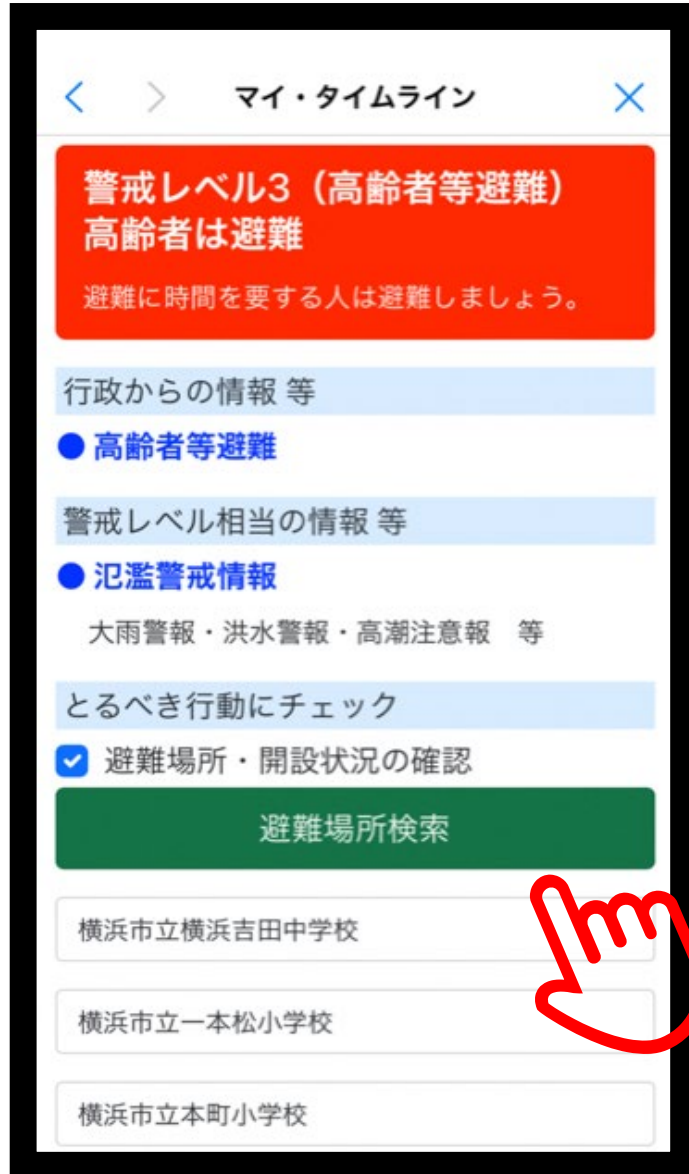 マイ・タイムライン
警戒レベル3（高齢者等避難）
高齢者は避難
避難に時間を要する人は避難しましょう。
行政からの情報 等
● 高齢者等避難
警戒レベル相当の情報 等
● 氾濫警戒情報
大雨警報・洪水警報・高潮注意報　等
とるべき行動にチェック
避難場所・開設状況の確認
避難場所検索
横浜市立横浜吉田中学校
横浜市立一本松小学校
横浜市立本町小学校